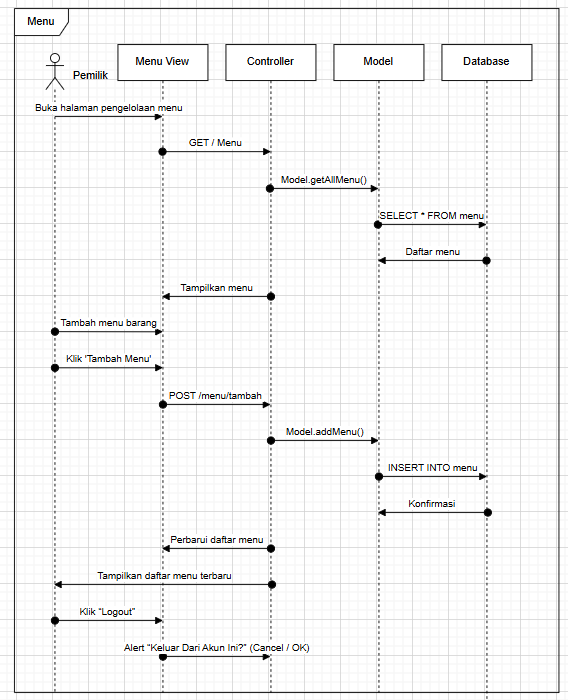 Menu
Pemilik
Menu View
Controller
Model
Database
Buka halaman pengelolaan menu
GET / Menu
Model.getAllMenu()
SELECT * FROM menu
Daftar menu
Tampilkan menu
Tambah menu barang
Klik 'Tambah Menu'
POST /menu/tambah
Model.addMenu()
INSERT INTO menu
Konfirmasi
Perbarui daftar menu
Tampilkan daftar menu terbaru
Klik "Logout"
Alert "Keluar Dari Akun Ini?" (Cancel / OK)